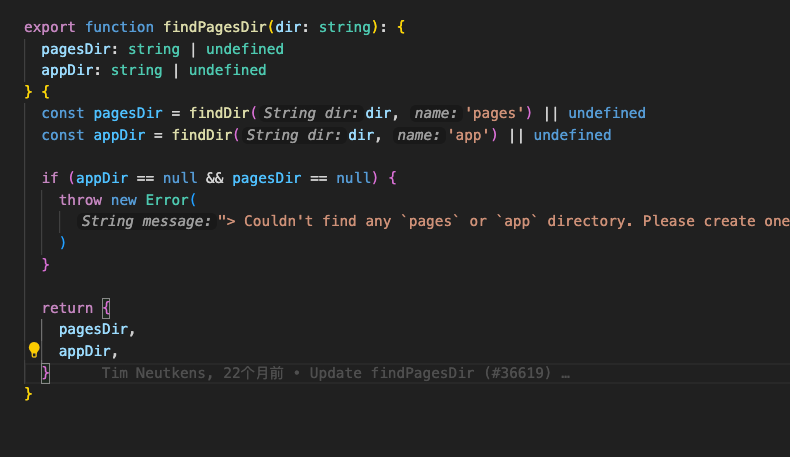 export function findPagesDir(dir: string): {
pagesDir: string | undefined
appDir: string | undefined
} {
const pagesDir = findDir(String dir: dir, name: 'pages') || undefined
const appDir = findDir(String dir: dir, name: 'app') || undefined
if (appDir == null && pagesDir == null) {
throw new Error(
String message: "> Couldn't find any `pages` or `app` directory. Please create one
)
}
return {
pagesDir,
appDir,
} Tim Neutkens, 22个月前 • Update findPagesDir (#36619) …
}